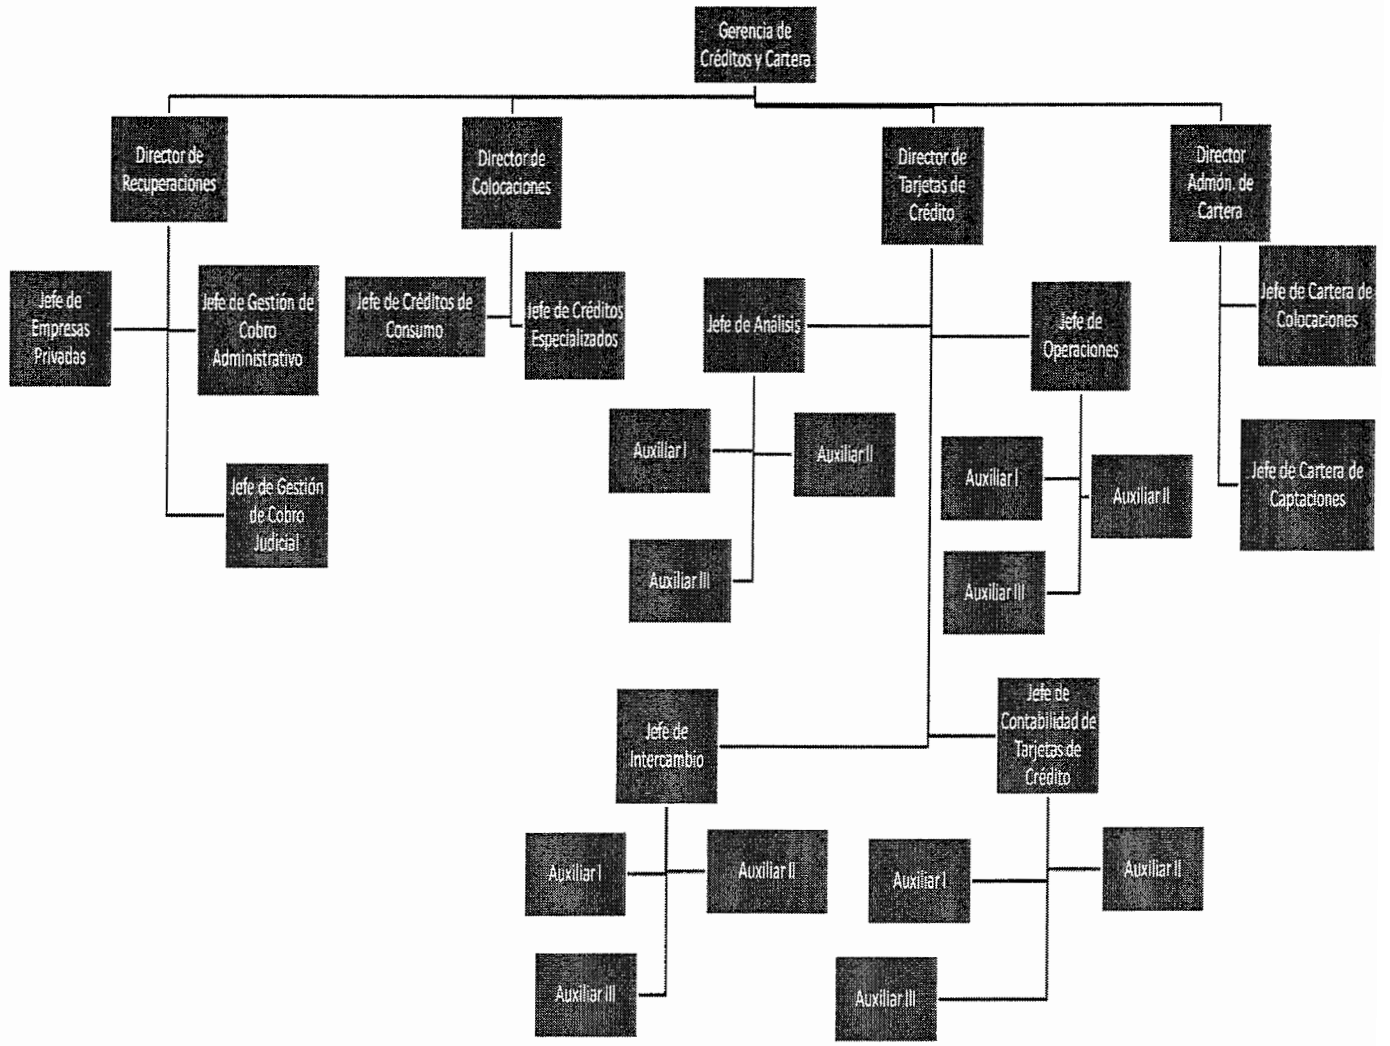 Gerencia de
Créditos y Cartera
Director de
Recuperaciones
Director de
Colocaciones
Director de
Tarjetas de
Crédito
Director
Admón. de
Cartera
Jefe de
Empresas
Privadas
Jefe de Gestión de
Cobro
Administrativo
Jefe de Gestión
de Cobro
Judicial
Jefe de Créditos de
Consumo
Jefe de Créditos
Especializados
Jefe de Análisis
Auxiliar I
Auxiliar II
Auxiliar III
Jefe de
Operaciones
Auxiliar I
Auxiliar II
Auxiliar III
Jefe de Cartera de
Colocaciones
Jefe de Cartera de
Captaciones
Jefe de
Intercambio
Auxiliar I
Auxiliar II
Auxiliar III
Jefe de
Contabilidad de
Tarjetas de
Crédito
Auxiliar I
Auxiliar II
Auxiliar III